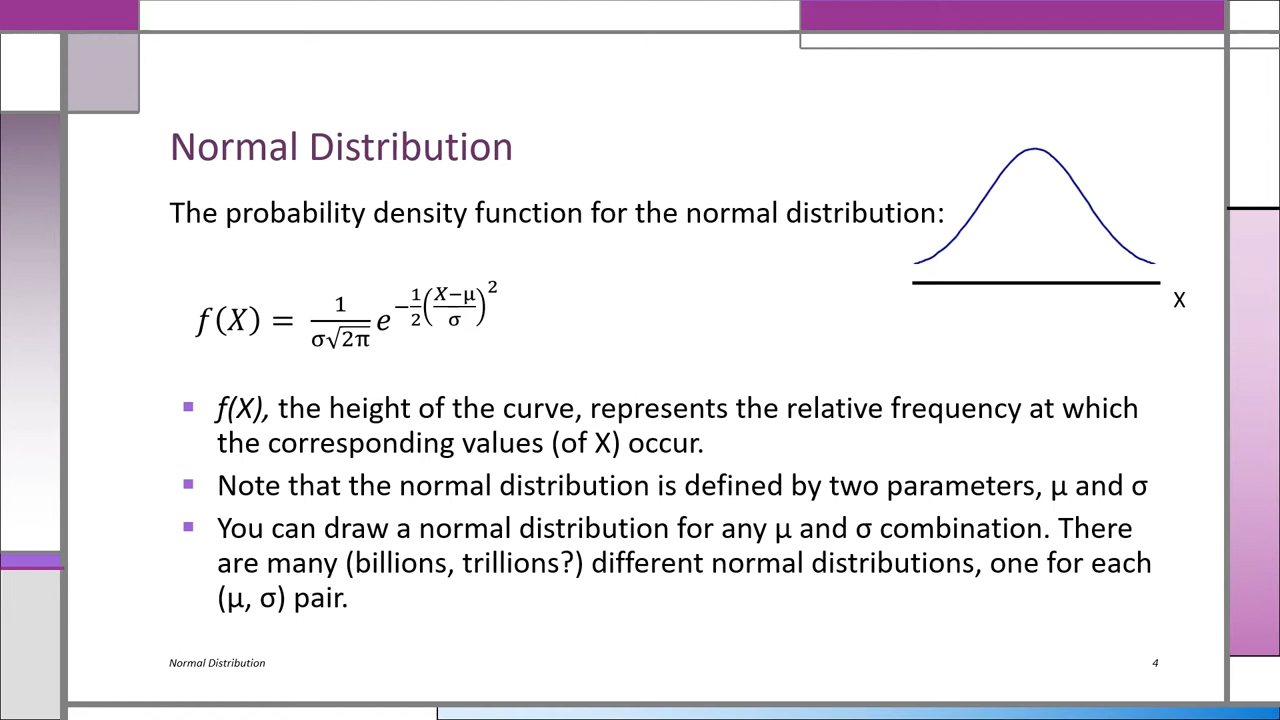 Normal Distribution
The probability density function for the normal distribution:
X
f(X) = 1/(σ√2π) e^(-1/2((X−μ)/σ)^2)
▪ f(X), the height of the curve, represents the relative frequency at which
the corresponding values (of X) occur.
▪ Note that the normal distribution is defined by two parameters, μ and σ
▪ You can draw a normal distribution for any μ and σ combination. There
are many (billions, trillions?) different normal distributions, one for each
(μ, σ) pair.
Normal Distribution
4